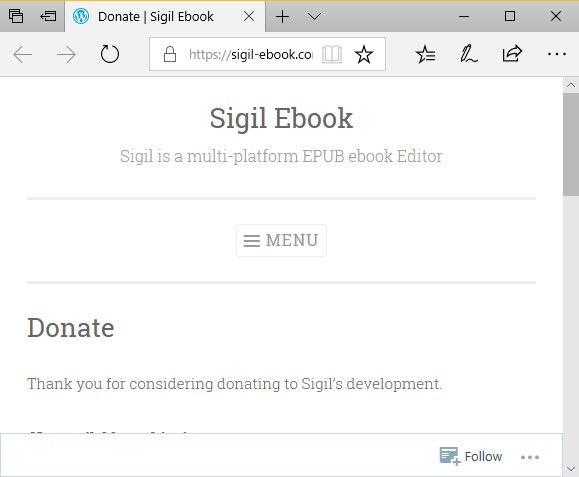 Donate | Sigil Ebook
https://sigil-ebook.co
Sigil Ebook
Sigil is a multi-platform EPUB ebook Editor
MENU
Donate
Thank you for considering donating to Sigil’s development.
Follow